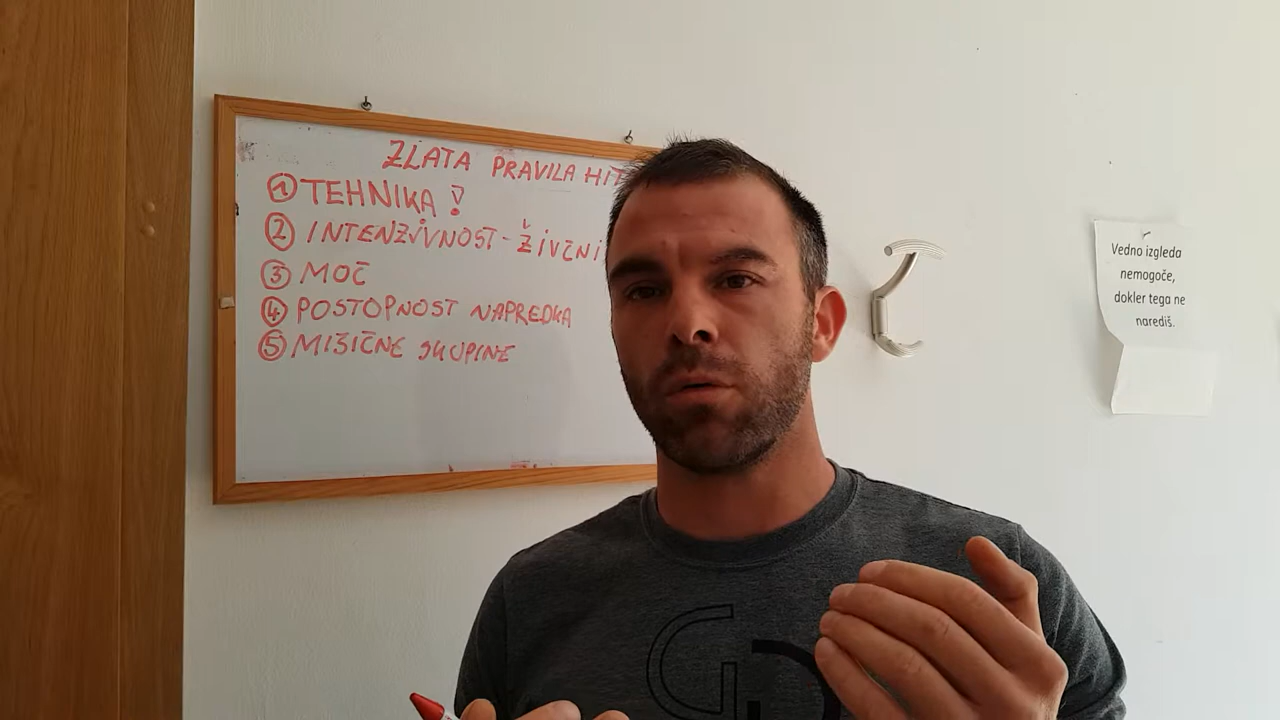 ZLATA PRAVILA HIT
① TEHNIKA!
② INTENZIVNOST - ŽIVČNI
③ MOČ
④ POSTOPNOST NAPREDKA
⑤ MIŠIČNE SKUPINE
Vedno izgleda
nemogoče,
dokler tega ne
narediš.